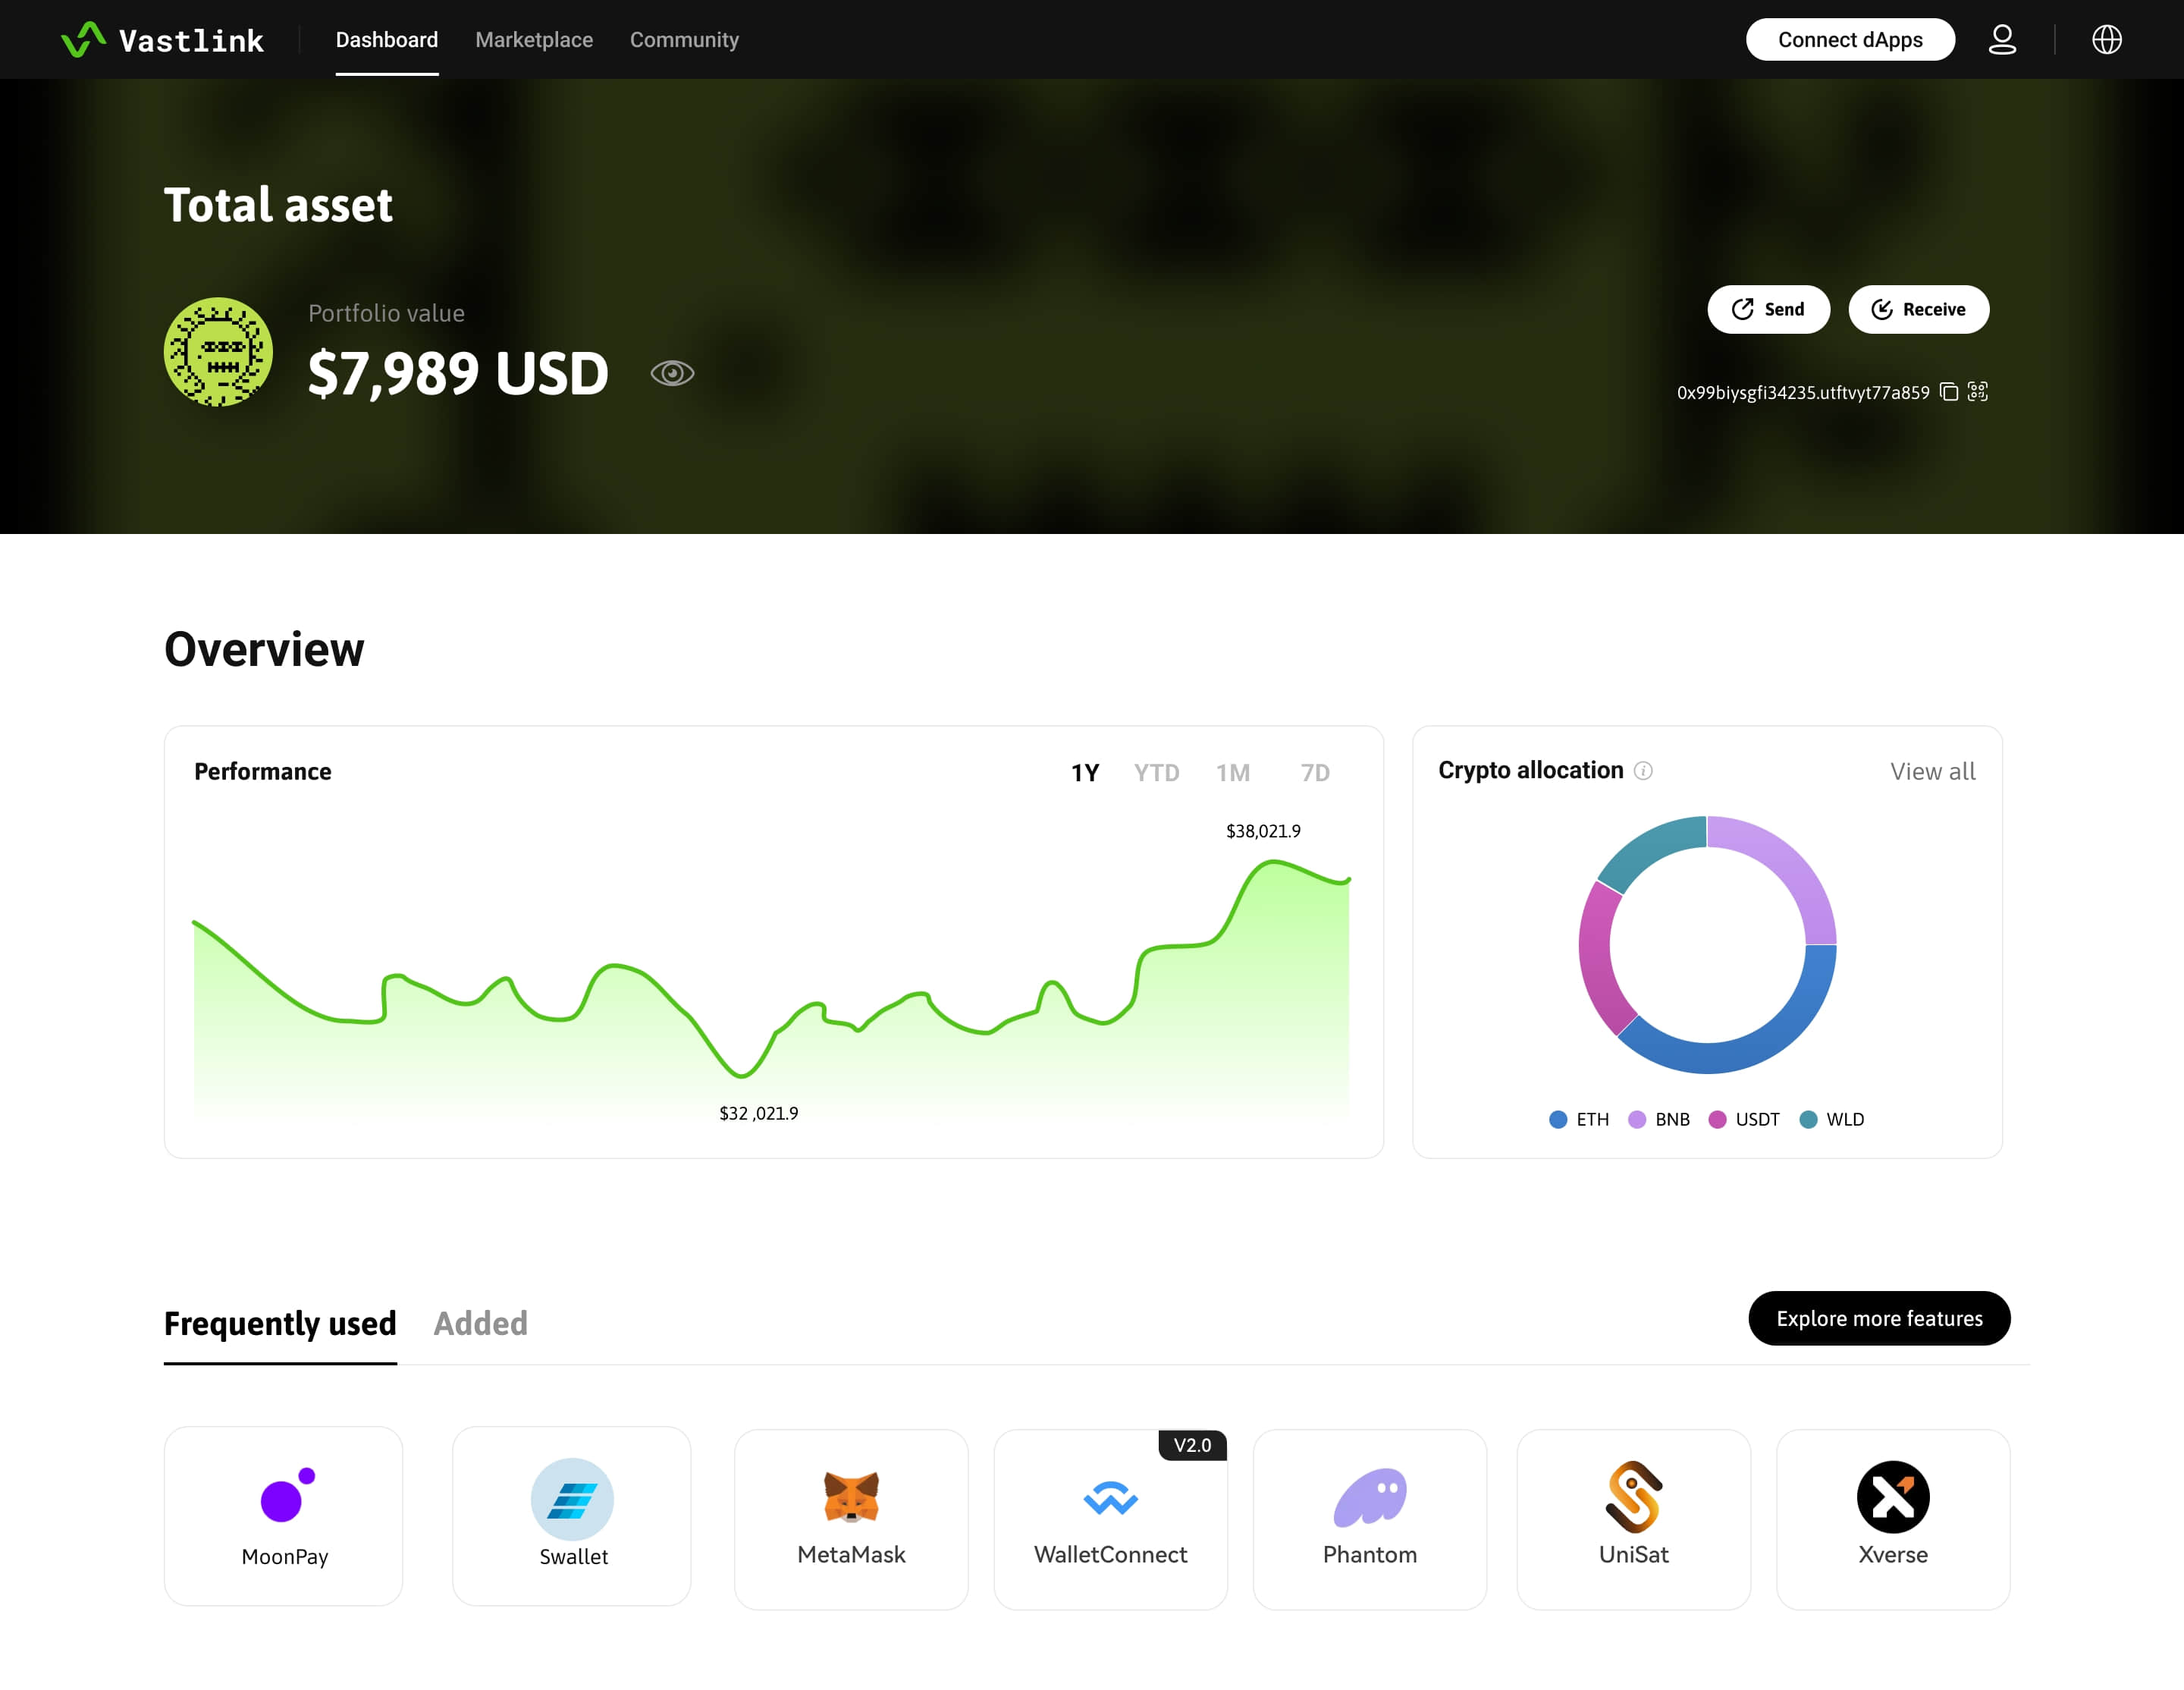 Vastlink
Dashboard Marketplace Community
Connect dApps
Total asset
Portfolio value
$7,989 USD
Send Receive
0x99biysgfi34235.utftvyt77a859
Overview
Performance
1Y YTD 1M 7D
$38,021.9
$32 ,021.9
Crypto allocation
View all
ETH BNB USDT WLD
Frequently used Added
Explore more features
MoonPay
Swallet
MetaMask
V2.0
WalletConnect
Phantom
UniSat
Xverse